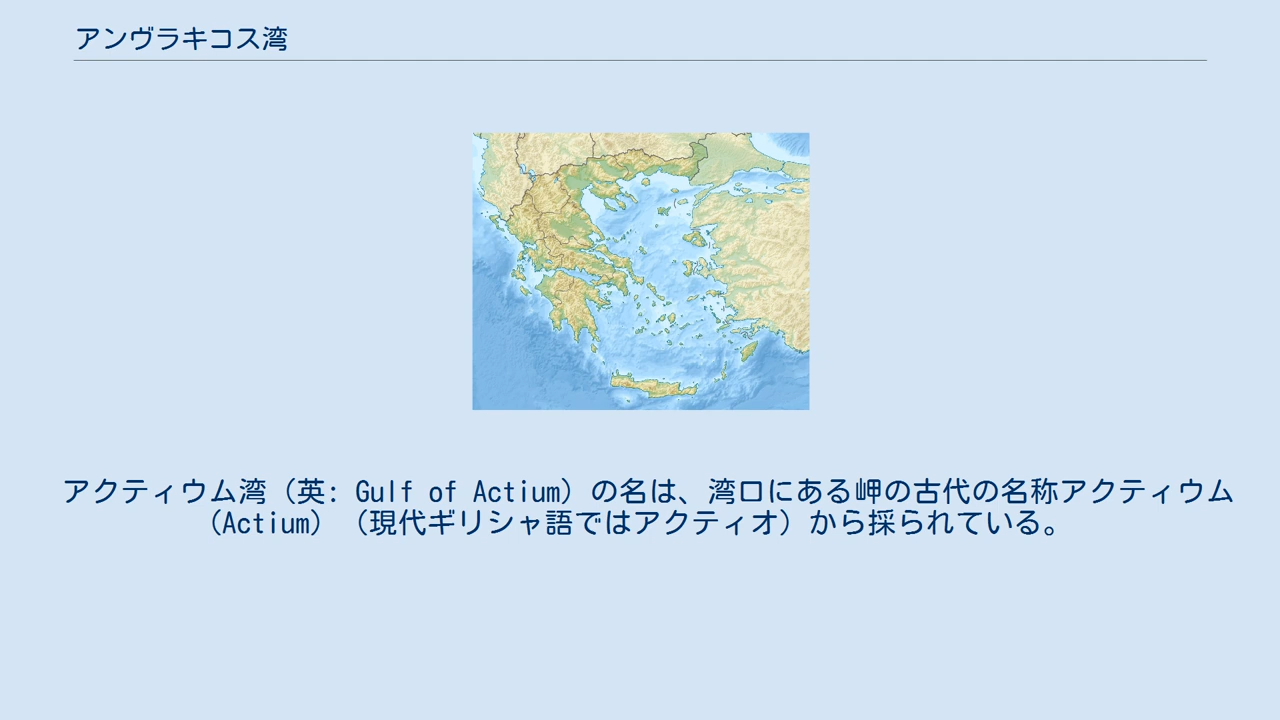 アンヴラキコス湾
アクティウム湾（英: Gulf of Actium）の名は、湾口にある岬の古代の名称アクティウム
（Actium）（現代ギリシャ語ではアクティオ）から採られている。